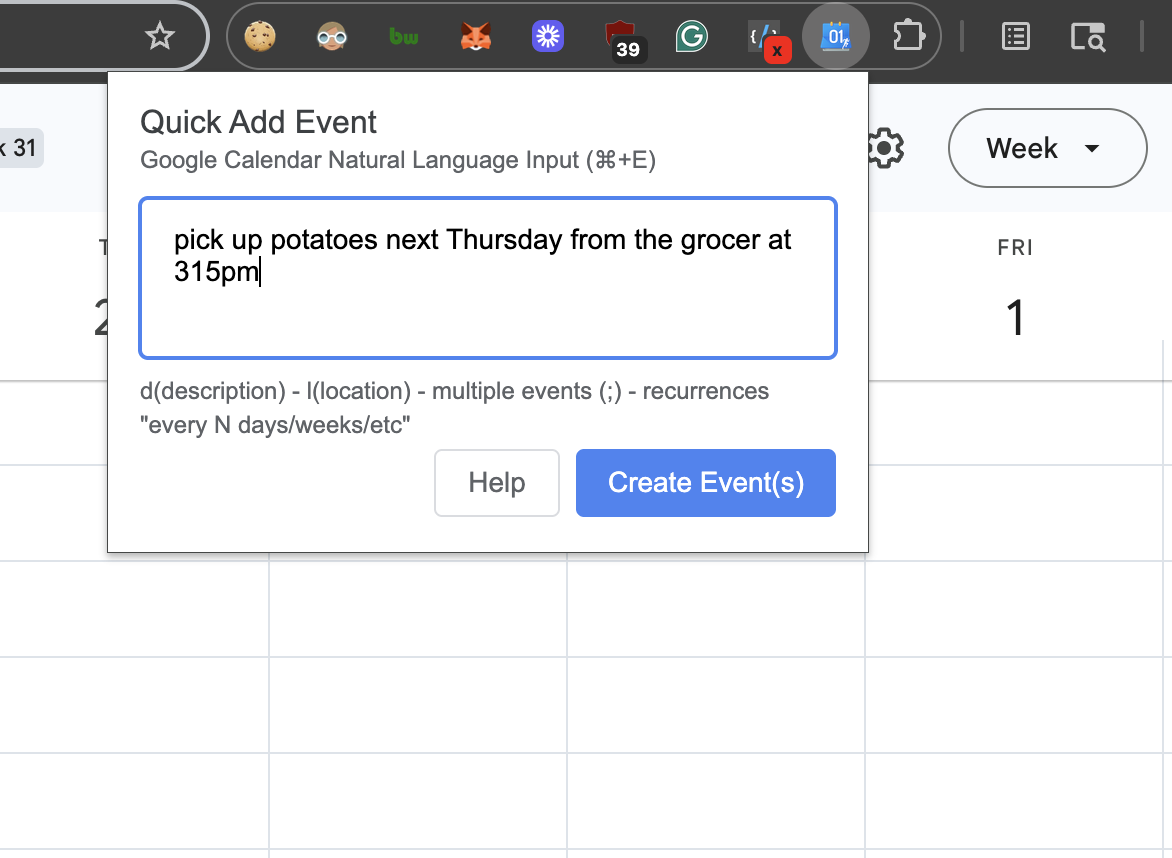 bw
39
{/}
x
01
k 31
Quick Add Event
Google Calendar Natural Language Input (⌘+E)
Week
pick up potatoes next Thursday from the grocer at
315pm
T
FRI
2
1
d(description) - l(location) - multiple events (;) - recurrences
"every N days/weeks/etc"
Help
Create Event(s)